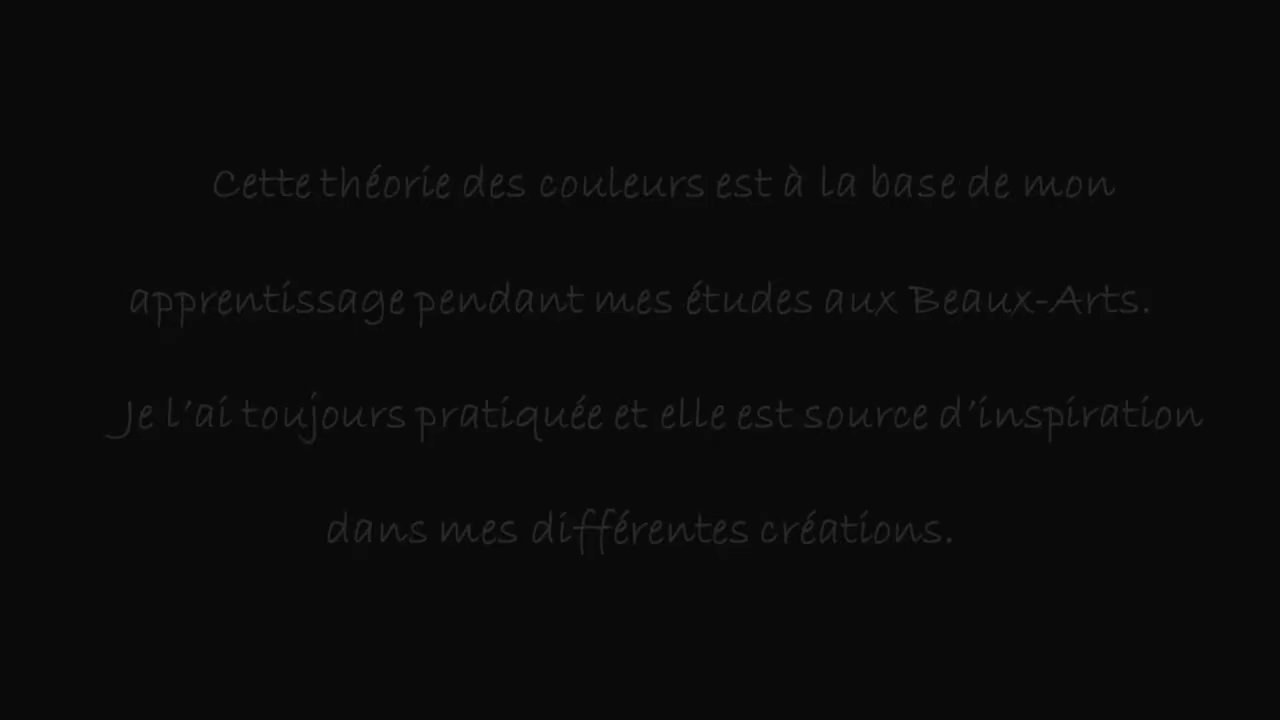 Cette théorie des couleurs est à la base de mon
apprentissage pendant mes études aux Beaux-Arts.
Je l'ai toujours pratiquée et elle est source d'inspiration
dans mes différentes créations.